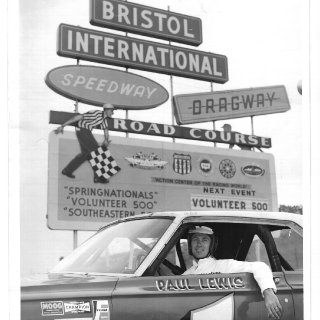 BRISTOL
INTERNATIONAL
SPEEDWAY
DRAGWAY
ROAD COURSE
"ACTION CENTER OF THE RACING WORLD"
"SPRINGNATIONALS"
"VOLUNTEER 500"
"SOUTHEASTERN
NEXT
EVENT
VOLUNTEER 500
PAUL LEWIS
MOOG